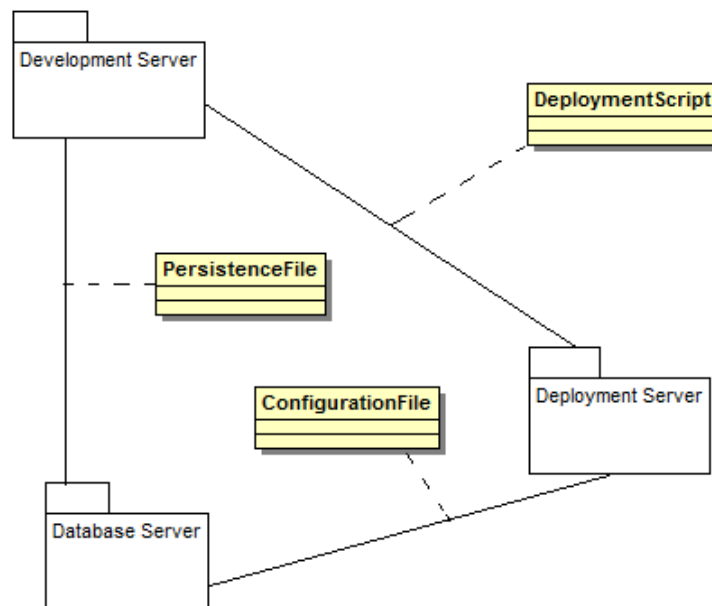 Development Server
DeploymentScript
PersistenceFile
Deployment Server
ConfigurationFile
Database Server